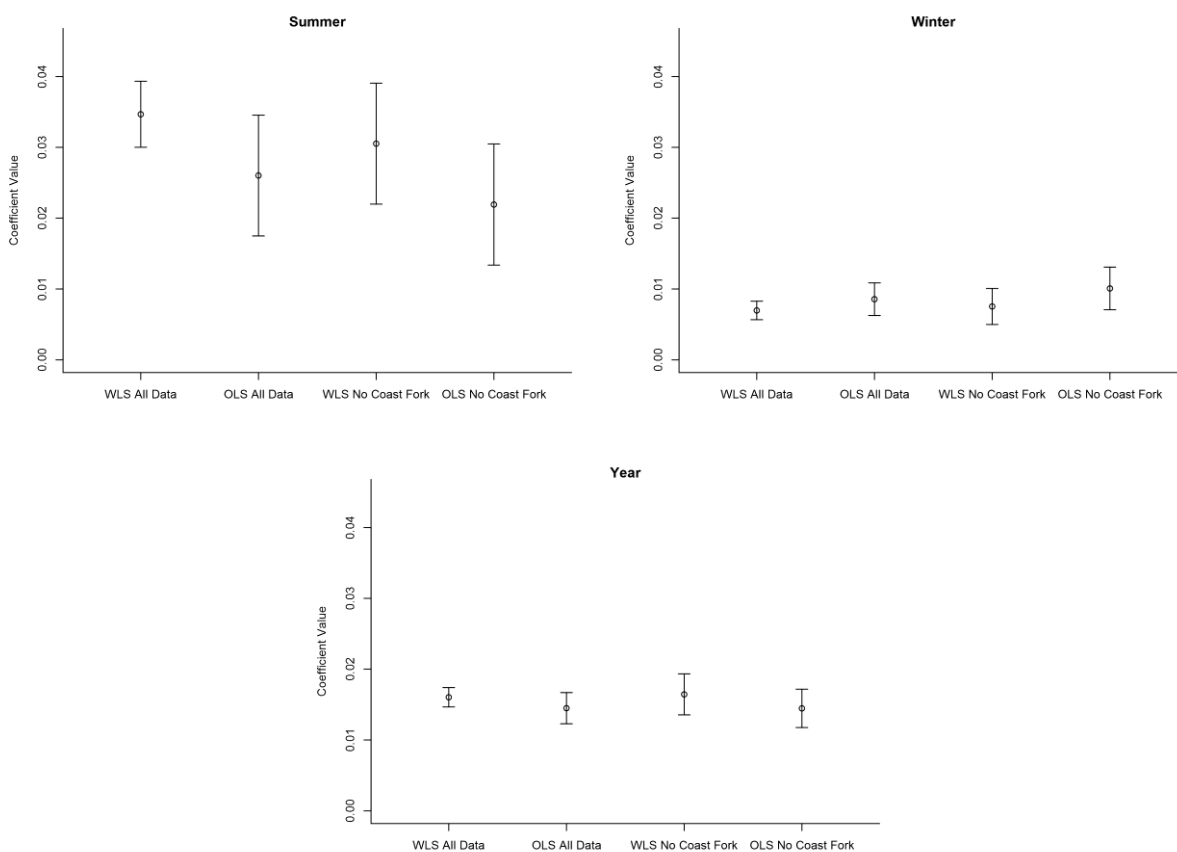 Summer
Coefficient Value
0.04
0.03
0.02
0.01
0.00
WLS All Data
OLS All Data
WLS No Coast Fork
OLS No Coast Fork
Winter
Coefficient Value
0.04
0.03
0.02
0.01
0.00
WLS All Data
OLS All Data
WLS No Coast Fork
OLS No Coast Fork
Year
Coefficient Value
0.04
0.03
0.02
0.01
0.00
WLS All Data
OLS All Data
WLS No Coast Fork
OLS No Coast Fork